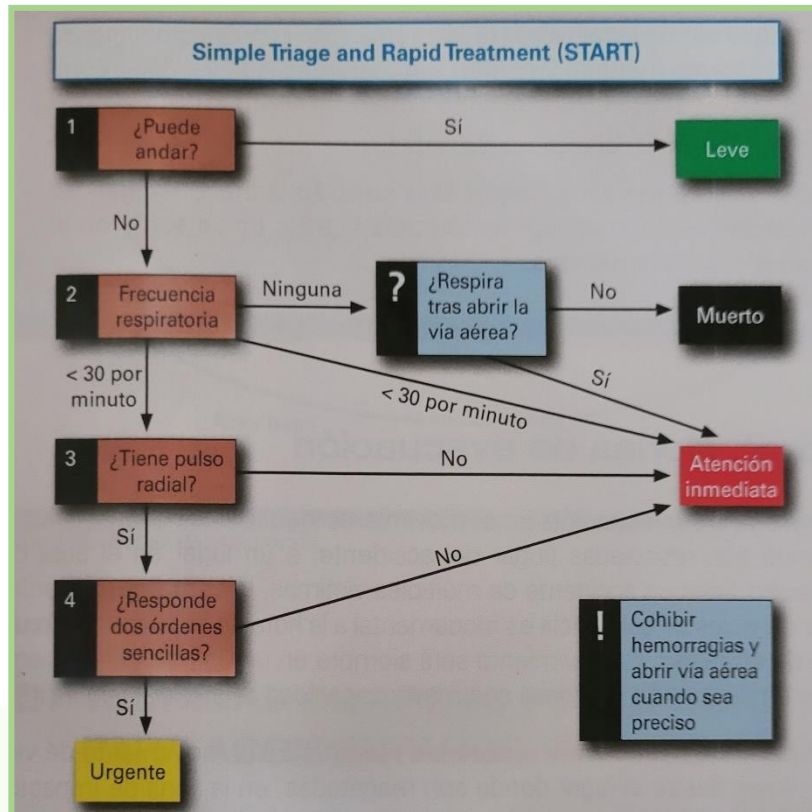 Simple Triage and Rapid Treatment (START)
1
¿Puede
andar?
Sí
Leve
No
2
Frecuencia
respiratoria
Ninguna
?
¿Respira
tras abrir la
vía aérea?
No
Muerto
< 30 por
minuto
< 30 por minuto
Sí
3
¿Tiene pulso
radial?
No
Atención
inmediata
Sí
4
¿Responde
dos órdenes
sencillas?
No
!
Cohibir
hemorragias y
abrir vía aérea
cuando sea
preciso
Sí
Urgente